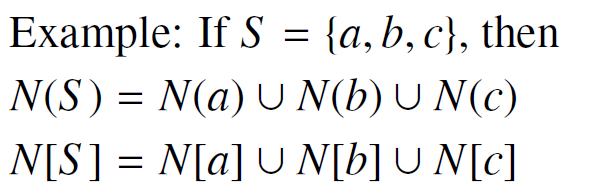 Example: If S = {a, b, c}, then
N(S) = N(a) ∪ N(b) ∪ N(c)
N[S] = N[a] ∪ N[b] ∪ N[c]